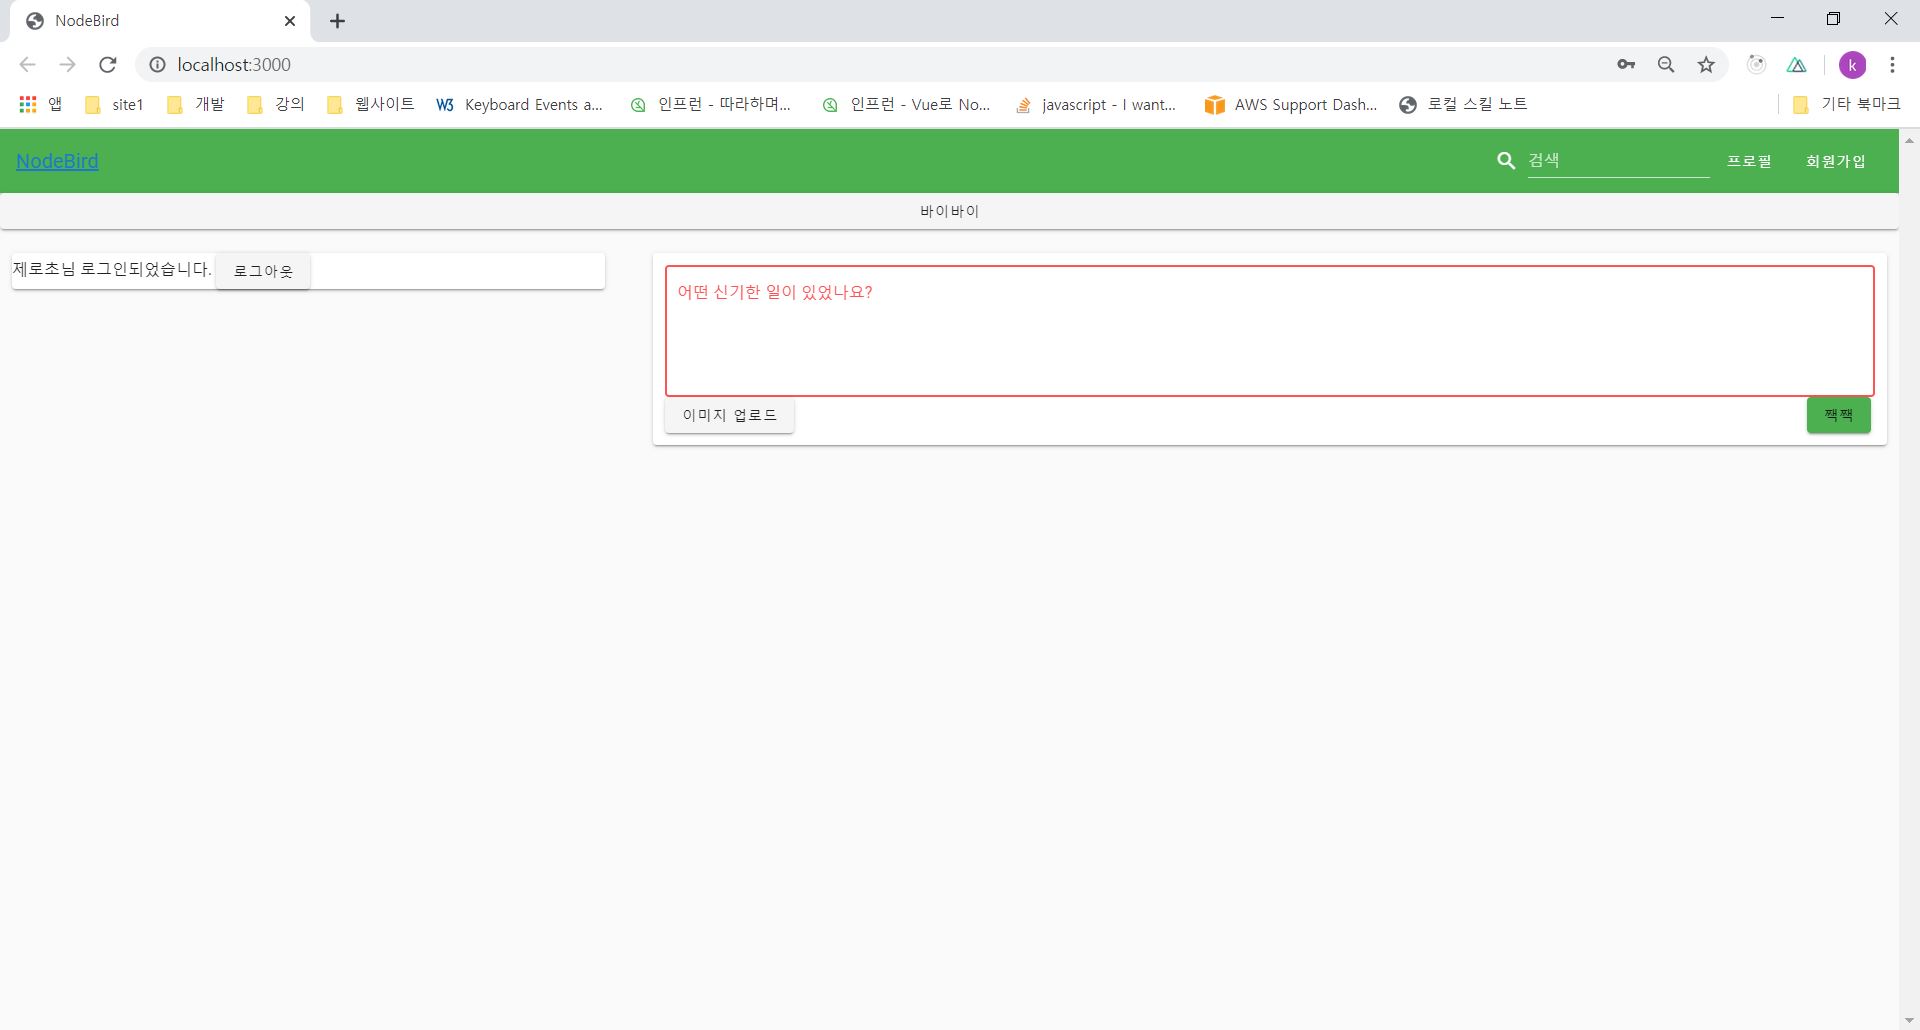 NodeBird
localhost:3000
k
앱 site1 개발 강의 웹사이트 W3 Keyboard Events a... 인프런 - 따라하며... 인프런 - Vue로 No... javascript - I want... AWS Support Dash... 로컬 스킬 노트 기타 북마크
NodeBird 검색 프로필 회원가입
바이바이
제로초님 로그인되었습니다. 로그아웃
어떤 신기한 일이 있었나요?
이미지 업로드 짹짹